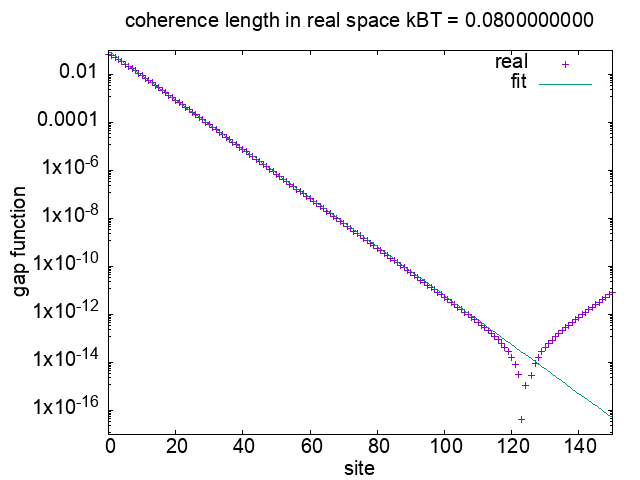 coherence length in real space kBT = 0.0800000000
real
fit
0.01
0.0001
1x10^-6
1x10^-8
1x10^-10
1x10^-12
1x10^-14
1x10^-16
gap function
0 20 40 60 80 100 120 140
site